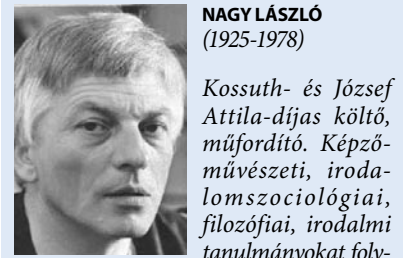 NAGY LÁSZLÓ
(1925-1978)
Kossuth- és József
Attila-díjas költő,
műfordító. Képző-
művészeti, iroda-
lomszociológiai,
filozófiai, irodalmi
tanulmányokat foly-